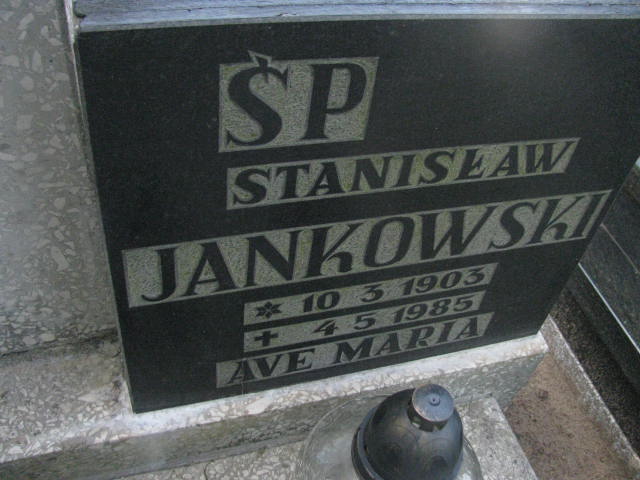 ŚP
STANISŁAW
JANKOWSKI
* 10 3 1903
+ 4 5 1985
AVE MARIA